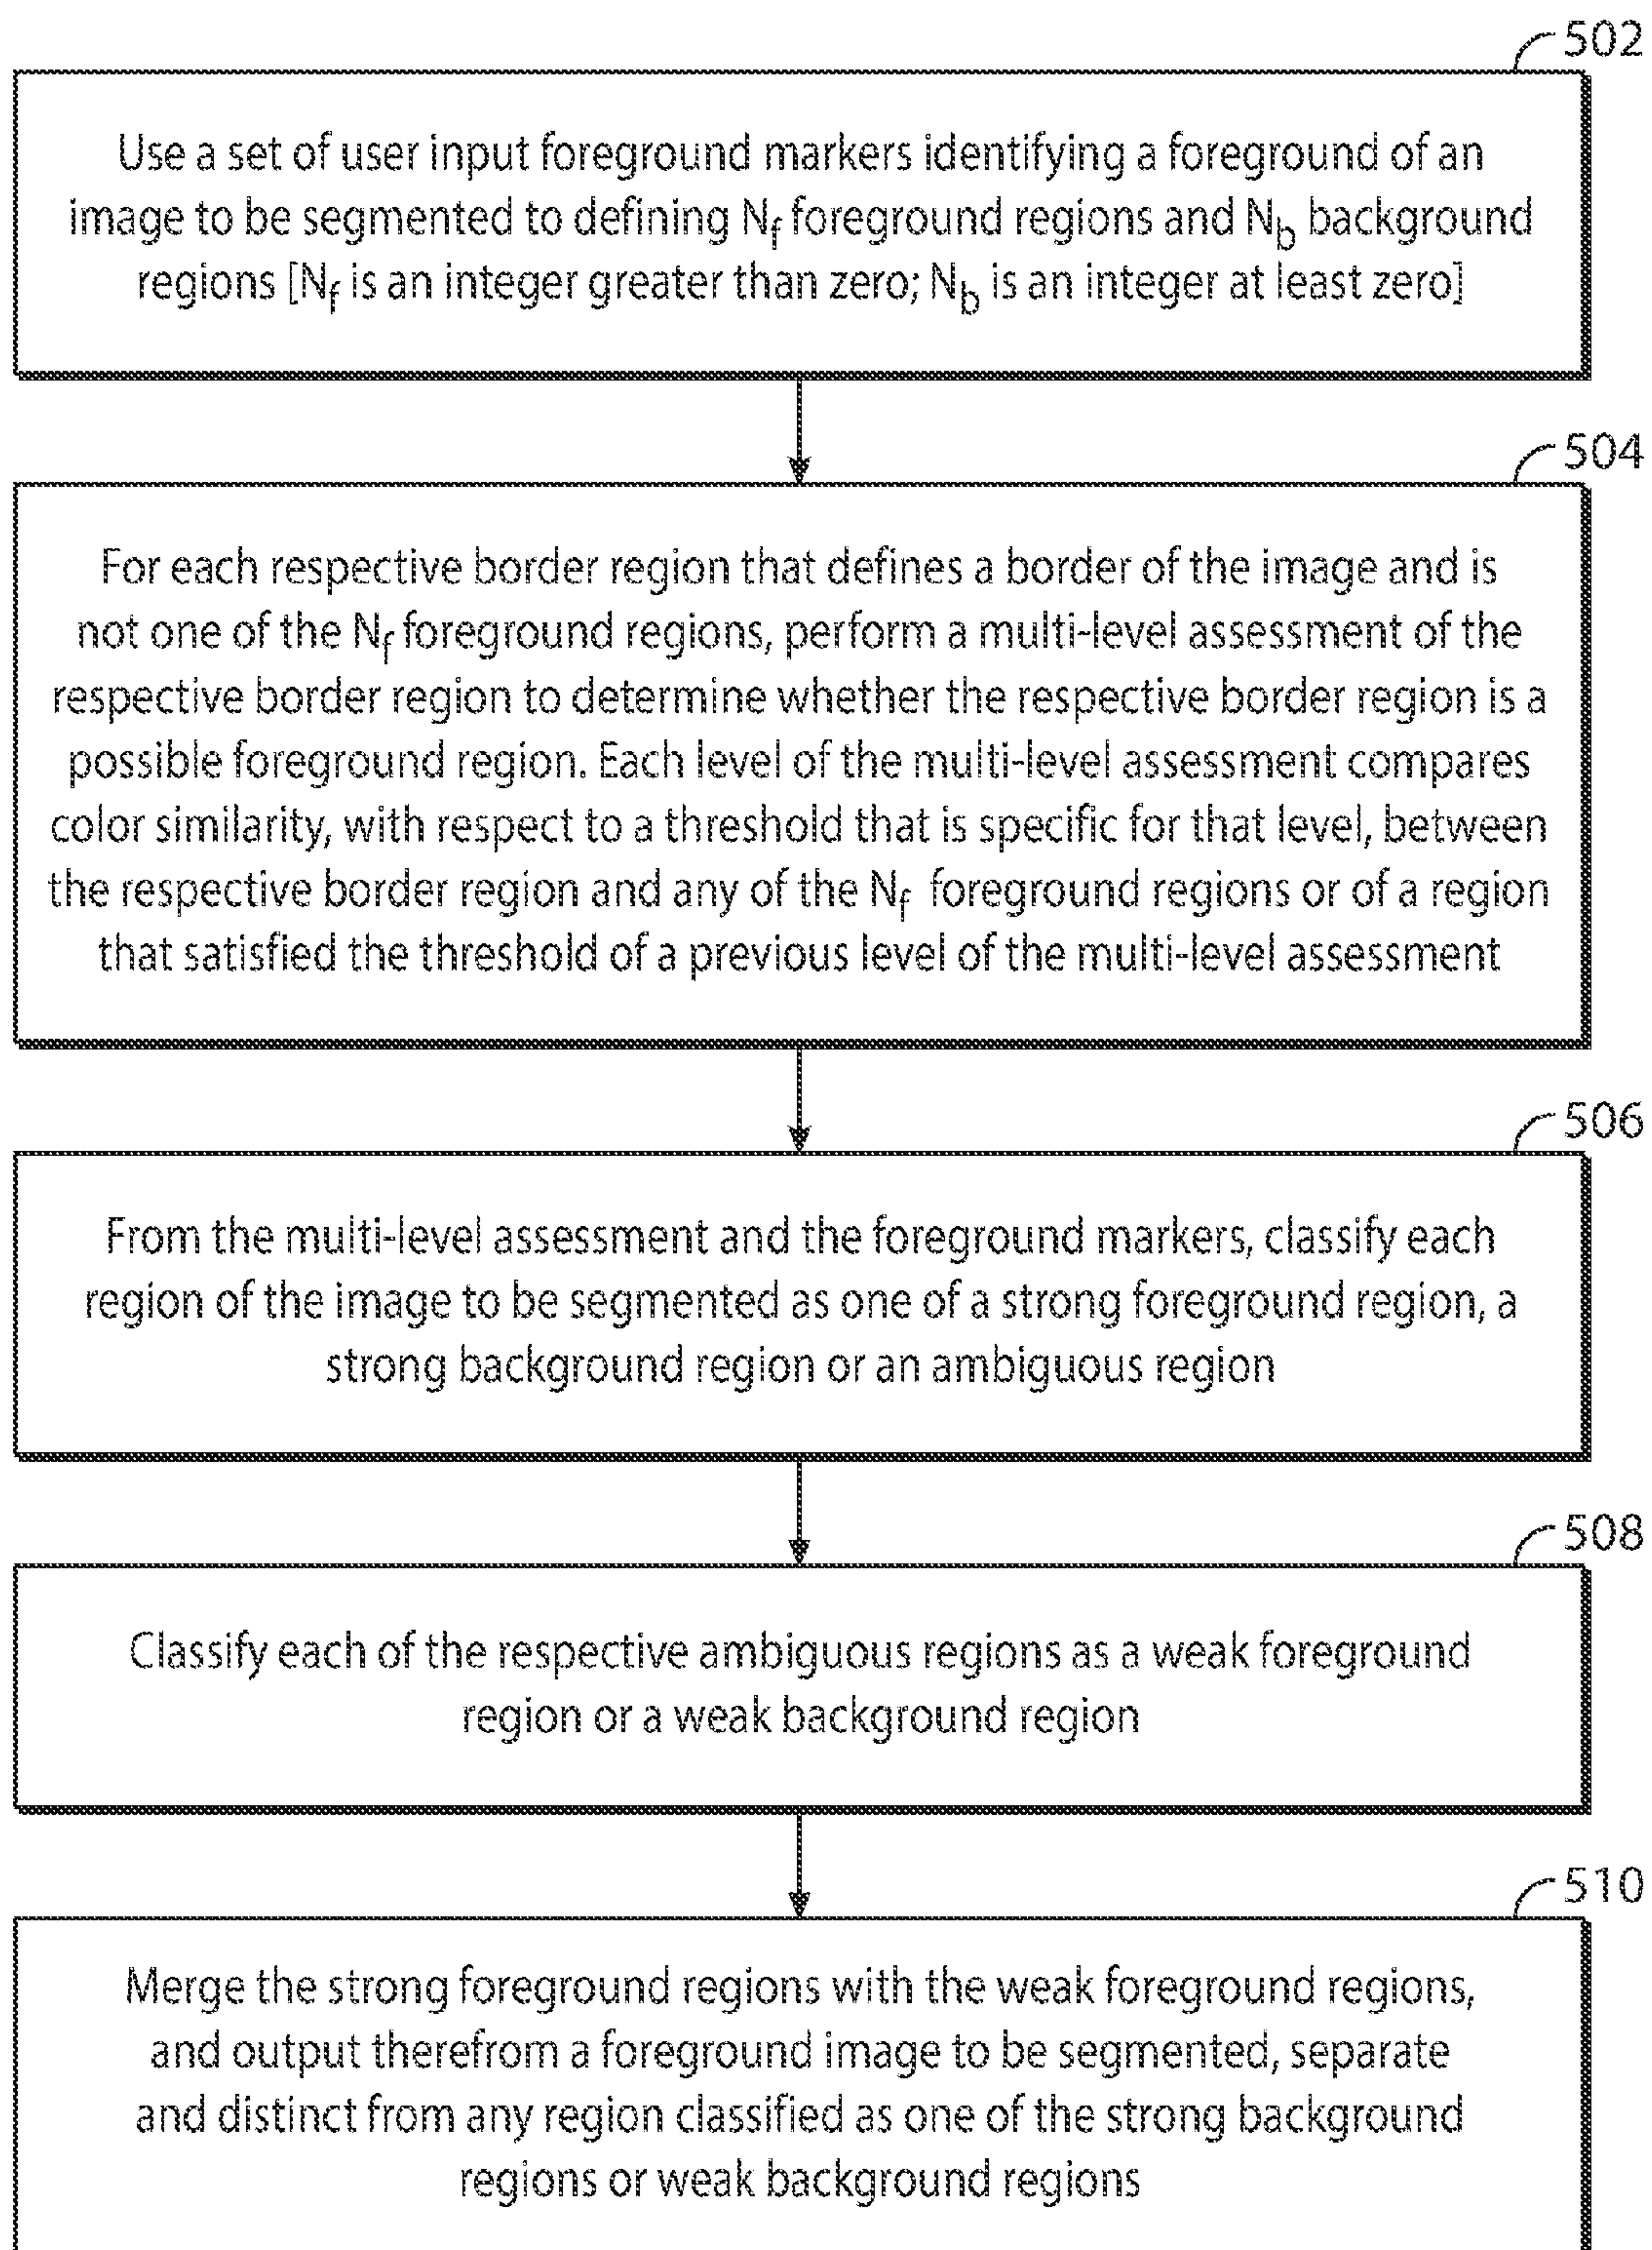 502
Use a set of user input foreground markers identifying a foreground of an
image to be segmented to defining Nf foreground regions and Nb background
regions [Nf is an integer greater than zero; Nb is an integer at least zero]
504
For each respective border region that defines a border of the image and is
not one of the Nf foreground regions, perform a multi-level assessment of the
respective border region to determine whether the respective border region is a
possible foreground region. Each level of the multi-level assessment compares
color similarity, with respect to a threshold that is specific for that level, between
the respective border region and any of the Nf foreground regions or of a region
that satisfied the threshold of a previous level of the multi-level assessment
506
From the multi-level assessment and the foreground markers, classify each
region of the image to be segmented as one of a strong foreground region, a
strong background region or an ambiguous region
508
Classify each of the respective ambiguous regions as a weak foreground
region or a weak background region
510
Merge the strong foreground regions with the weak foreground regions,
and output therefrom a foreground image to be segmented, separate
and distinct from any region classified as one of the strong background
regions or weak background regions